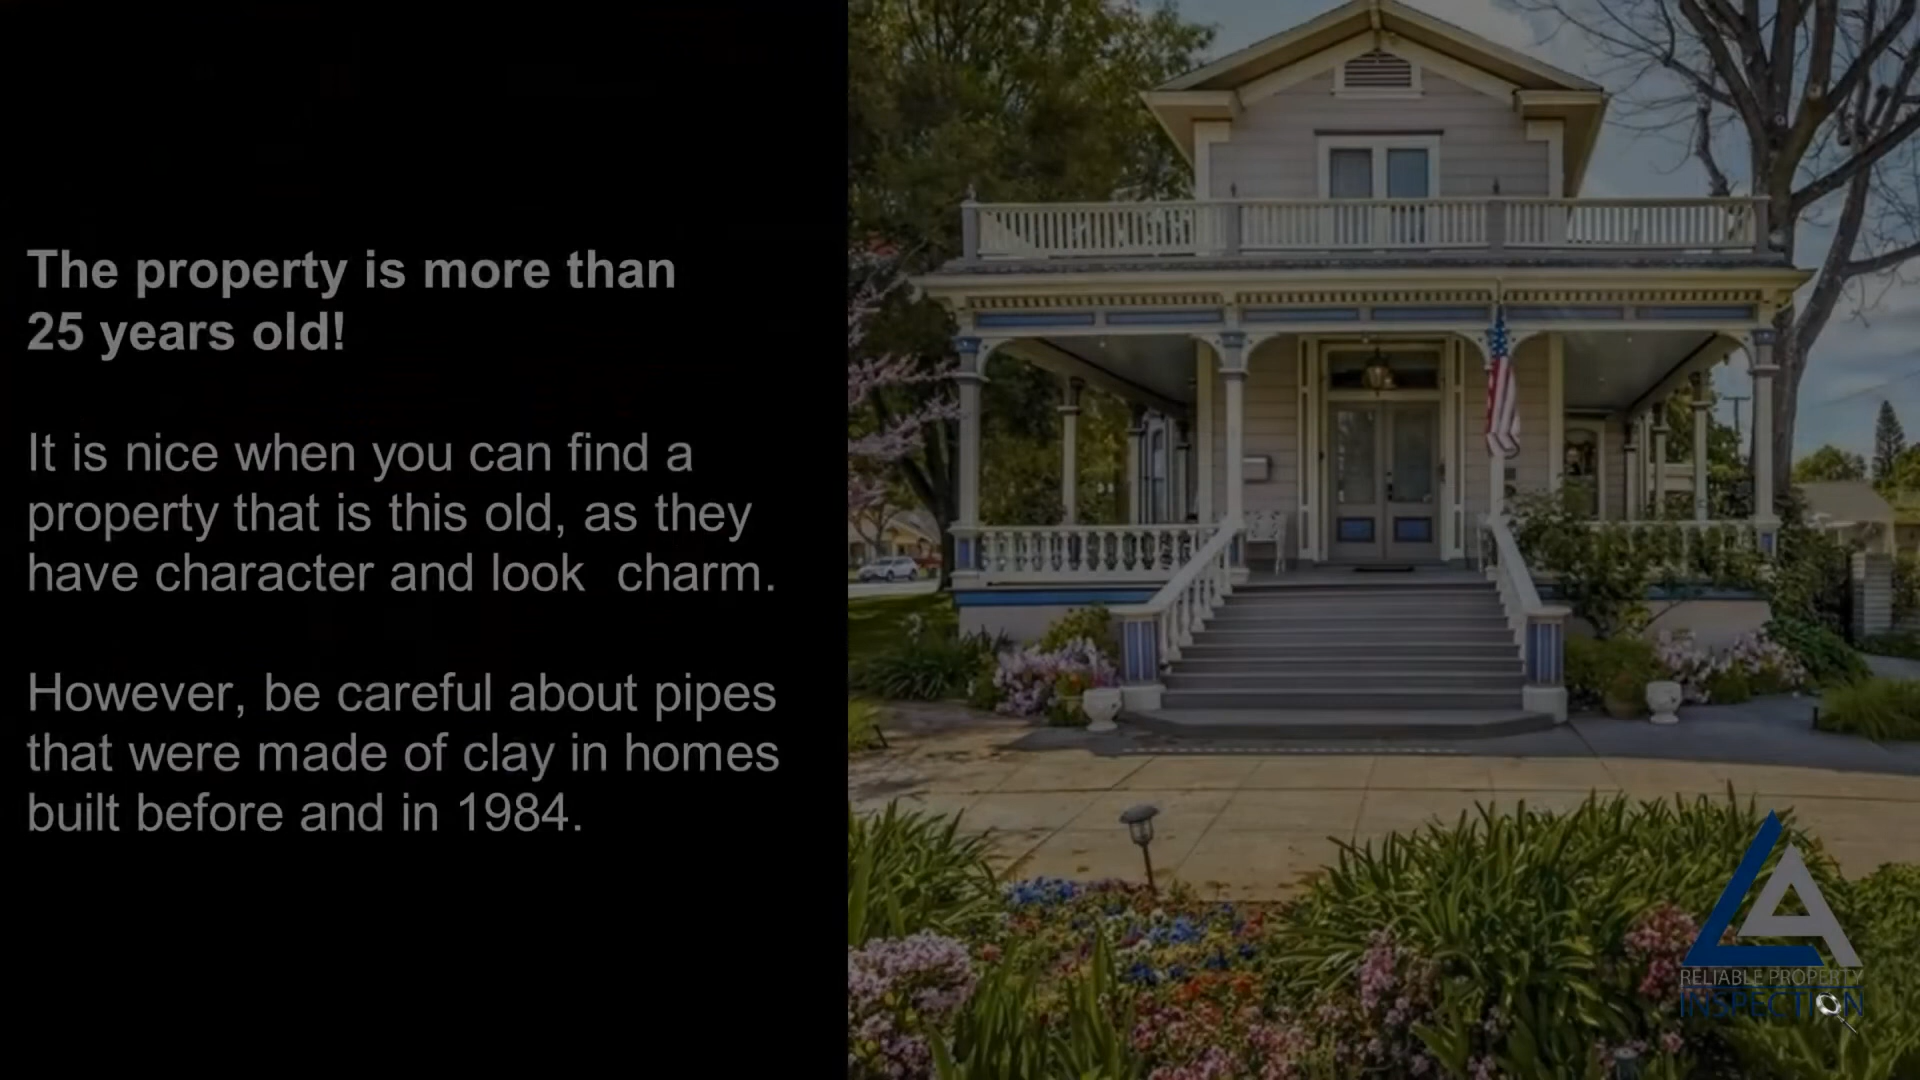 The property is more than
25 years old!
It is nice when you can find a
property that is this old, as they
have character and look  charm.
However, be careful about pipes
that were made of clay in homes
built before and in 1984.
LA
RELIABLE PROPERTY
INSPECTION